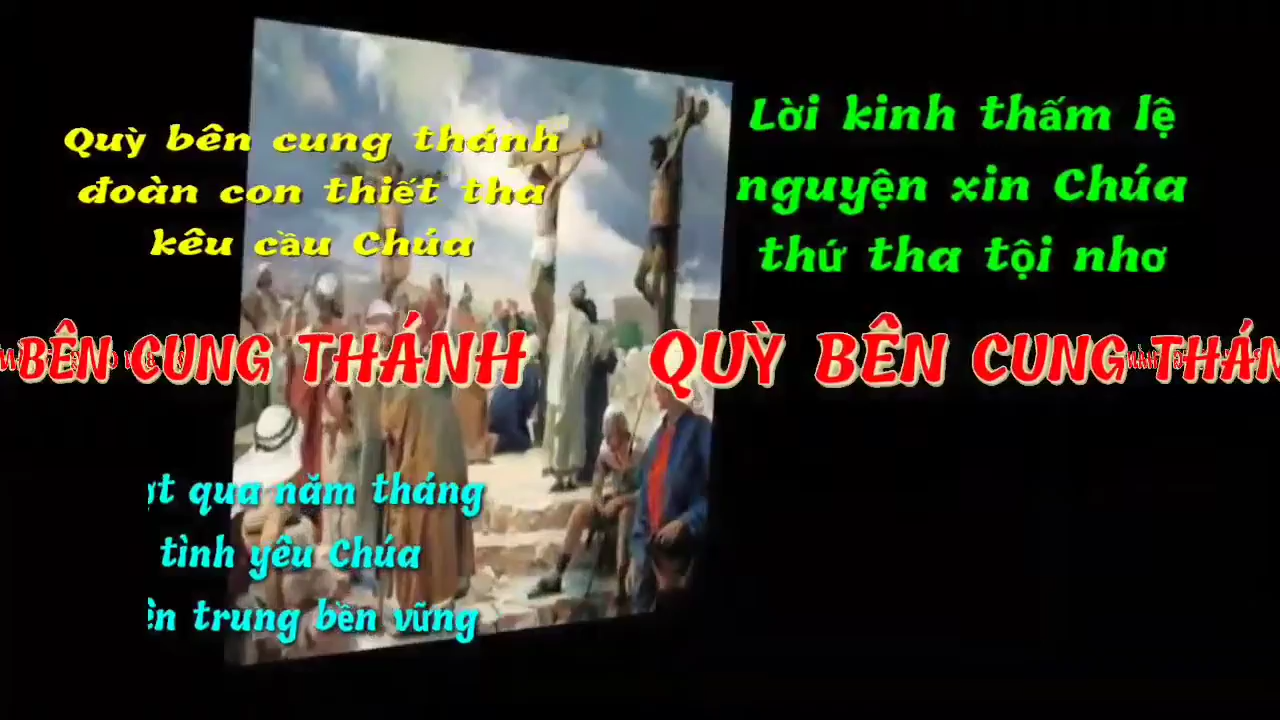 Quỳ bên cung thánh
đoàn con thiết tha
kêu cầu Chúa
Lời kinh thấm lệ
nguyện xin Chúa
thứ tha tội nhơ
BÊN CUNG THÁNH QUỲ BÊN CUNG
qua năm tháng
tình yêu Chúa
trung bền vững